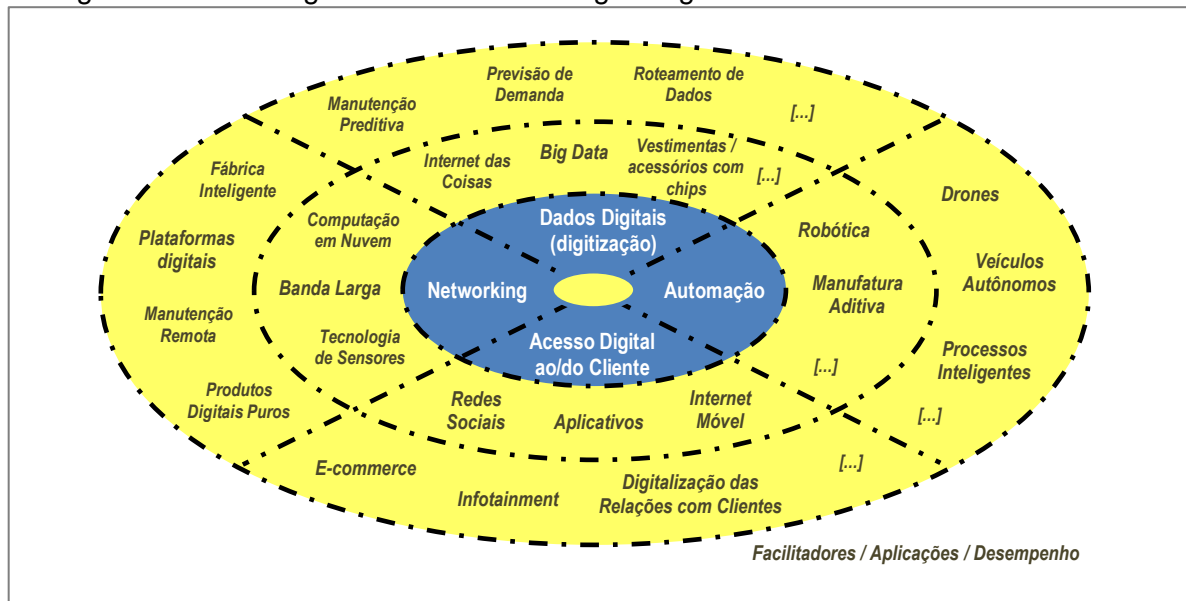 Previsão de
Demanda
Roteamento de
Dados
Manutenção
Preditiva
[...]
Internet das
Coisas
Big Data
Vestimentas /
acessórios com
chips
[...]
Fábrica
Inteligente
Drones
Computação
em Nuvem
Dados Digitais
(digitização)
Robótica
Plataformas
digitais
Veículos
Autônomos
Banda Larga
Networking
Automação
Manufatura
Aditiva
Manutenção
Remota
Tecnologia
de Sensores
Acesso Digital
ao/do Cliente
Processos
Inteligentes
[...]
Produtos
Digitais Puros
Redes
Sociais
Aplicativos
Internet
Móvel
[...]
E-commerce
Infotainment
Digitalização das
Relações com Clientes
[...]
Facilitadores / Aplicações / Desempenho